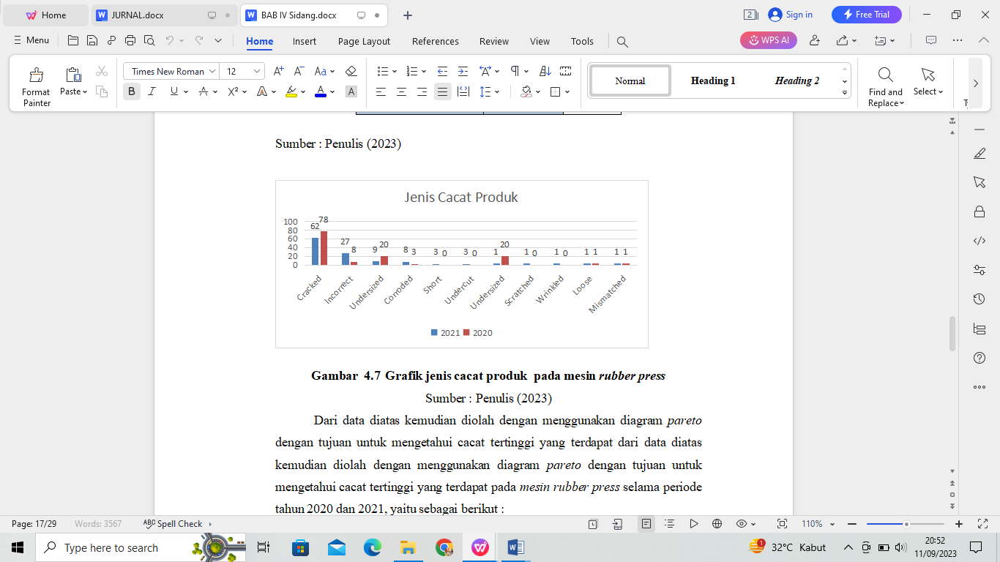 Home
JURNAL.docx
BAB IV Sidang.docx
2
Sign in
Free Trial
Menu
Home
Insert
Page Layout
References
Review
View
Tools
WPS AI
Times New Roman
12
Format Painter
Paste
Normal
Heading 1
Heading 2
Find and Replace
Select
Sumber : Penulis (2023)
Jenis Cacat Produk
100
80
60
40
20
0
62 78 27 8 9 20 8 3 3 0 3 0 1 20 1 0 1 0 1 1 1 1
Cracked
Incorrect
Undersized
Corroded
Short
Undercut
Undersized
Scratched
Wrinkled
Loose
Mismatched
2021 2020
Gambar 4.7 Grafik jenis cacat produk pada mesin rubber press
Sumber : Penulis (2023)
Dari data diatas kemudian diolah dengan menggunakan diagram pareto
dengan tujuan untuk mengetahui cacat tertinggi yang terdapat dari data diatas
kemudian diolah dengan menggunakan diagram pareto dengan tujuan untuk
mengetahui cacat tertinggi yang terdapat pada mesin rubber press selama periode
tahun 2020 dan 2021, yaitu sebagai berikut :
Page: 17/29
Words: 3567
Spell Check
110%
Type here to search
1
32°C Kabut
20:52
11/09/2023